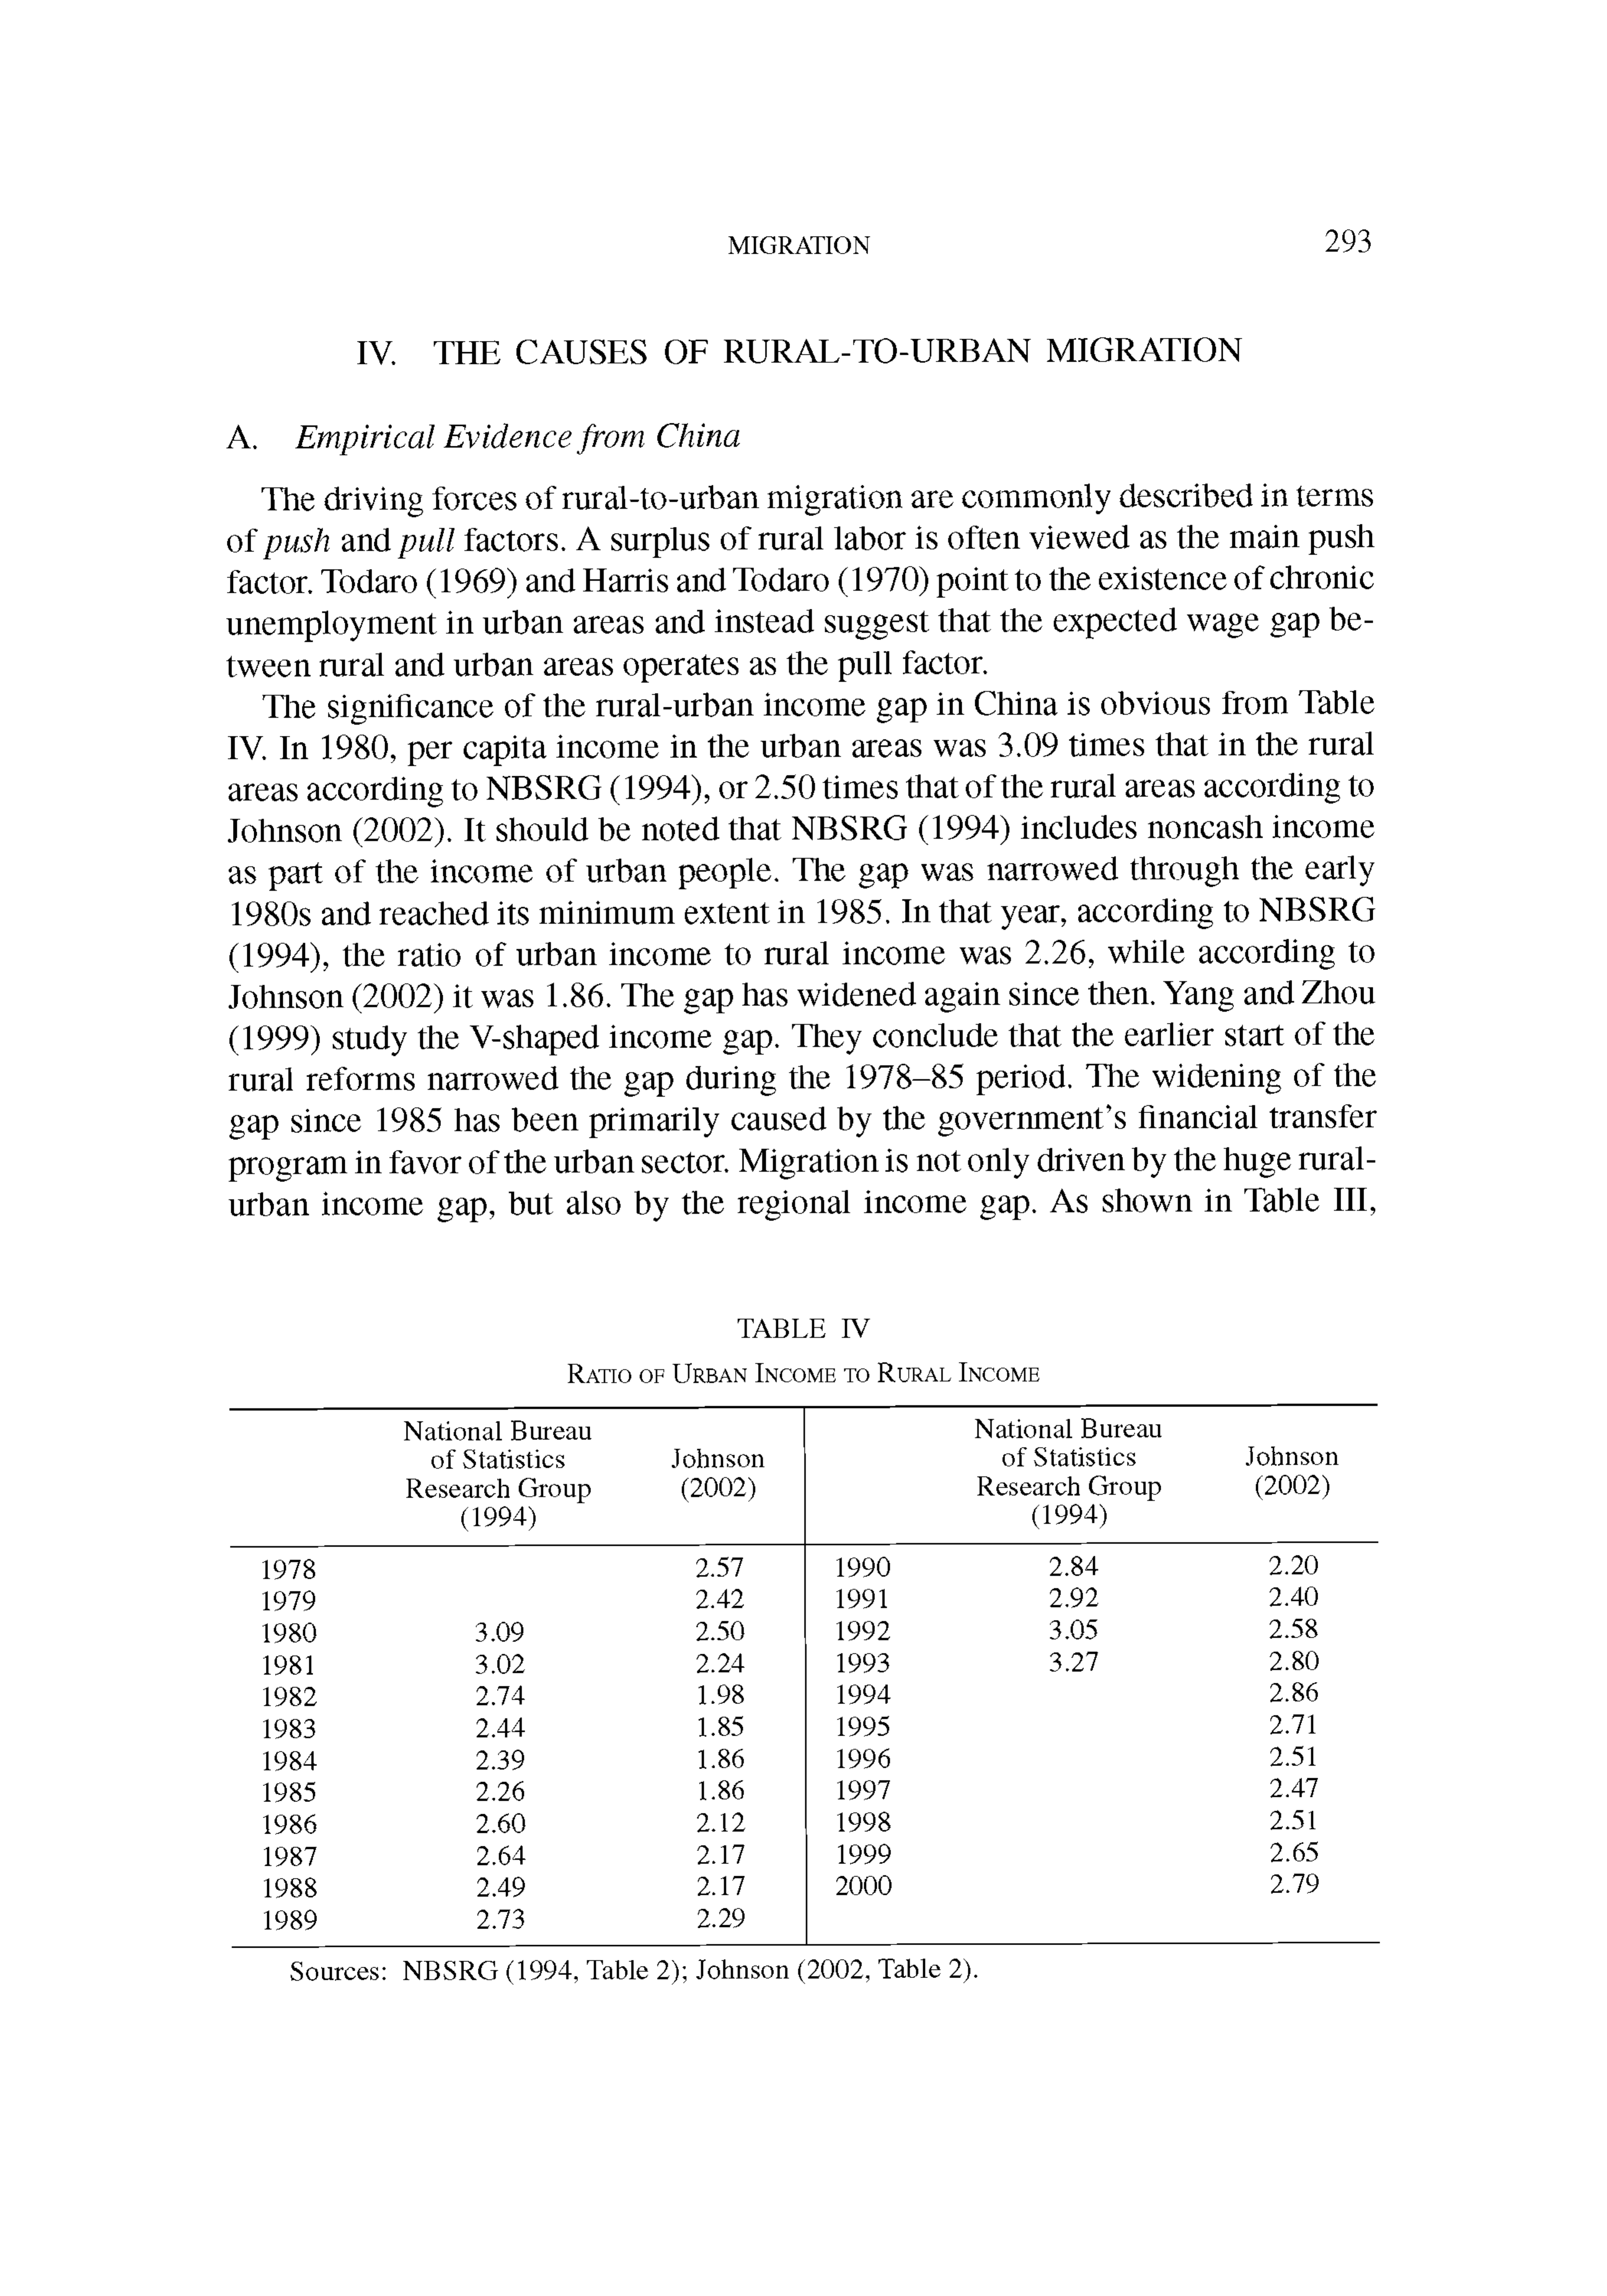 MIGRATION 293
IV. THE CAUSES OF RURAL-TO-URBAN MIGRATION
A. Empirical Evidence from China
The driving forces of rural-to-urban migration are commonly described in terms
of push and pull factors. A surplus of rural labor is often viewed as the main push
factor. Todaro (1969) and Harris and Todaro (1970) point to the existence of chronic
unemployment in urban areas and instead suggest that the expected wage gap be-
tween rural and urban areas operates as the pull factor.
The significance of the rural-urban income gap in China is obvious from Table
IV. In 1980, per capita income in the urban areas was 3.09 times that in the rural
areas according to NBSRG (1994), or 2.50 times that of the rural areas according to
Johnson (2002). It should be noted that NBSRG (1994) includes noncash income
as part of the income of urban people. The gap was narrowed through the early
1980s and reached its minimum extent in 1985. In that year, according to NBSRG
(1994), the ratio of urban income to rural income was 2.26, while according to
Johnson (2002) it was 1.86. The gap has widened again since then. Yang and Zhou
(1999) study the V-shaped income gap. They conclude that the earlier start of the
rural reforms narrowed the gap during the 1978–85 period. The widening of the
gap since 1985 has been primarily caused by the government's financial transfer
program in favor of the urban sector. Migration is not only driven by the huge rural-
urban income gap, but also by the regional income gap. As shown in Table III,
TABLE IV
RATIO OF URBAN INCOME TO RURAL INCOME
National Bureau National Bureau
of Statistics Johnson of Statistics Johnson
Research Group (2002) Research Group (2002)
(1994) (1994)
1978 2.57 1990 2.84 2.20
1979 2.42 1991 2.92 2.40
1980 3.09 2.50 1992 3.05 2.58
1981 3.02 2.24 1993 3.27 2.80
1982 2.74 1.98 1994 2.86
1983 2.44 1.85 1995 2.71
1984 2.39 1.86 1996 2.51
1985 2.26 1.86 1997 2.47
1986 2.60 2.12 1998 2.51
1987 2.64 2.17 1999 2.65
1988 2.49 2.17 2000 2.79
1989 2.73 2.29
Sources: NBSRG (1994, Table 2); Johnson (2002, Table 2).